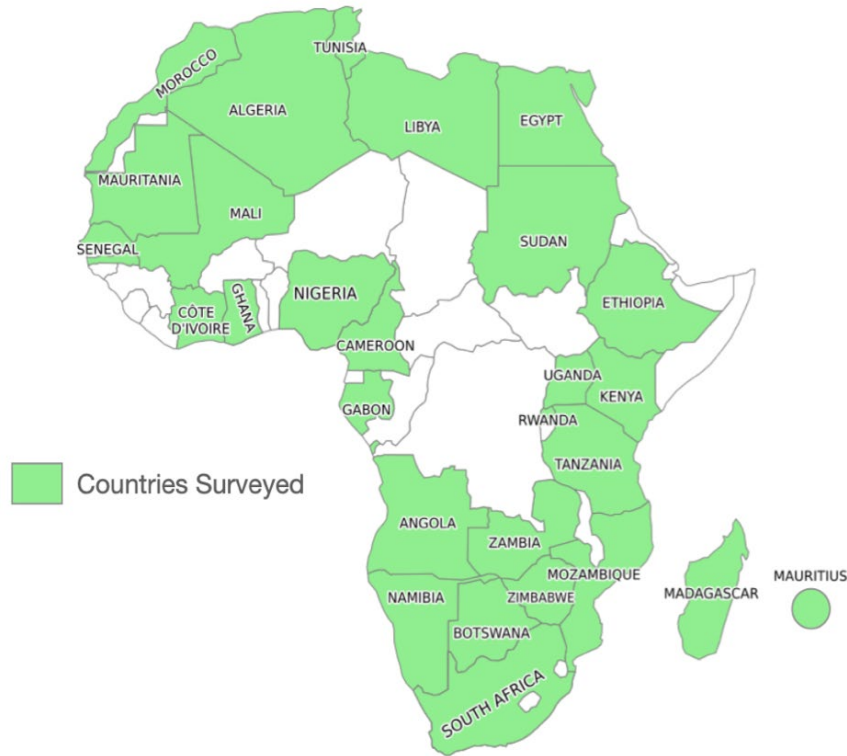 TUNISIA
MOROCCO
ALGERIA
LIBYA
EGYPT
MAURITANIA
MALI
SENEGAL
SUDAN
NIGERIA
GHANA
CÔTE
D'IVOIRE
ETHIOPIA
CAMEROON
UGANDA
KENYA
GABON
RWANDA
TANZANIA
Countries Surveyed
ANGOLA
ZAMBIA
MOZAMBIQUE
MAURITIUS
NAMIBIA
ZIMBABWE
MADAGASCAR
BOTSWANA
SOUTH AFRICA